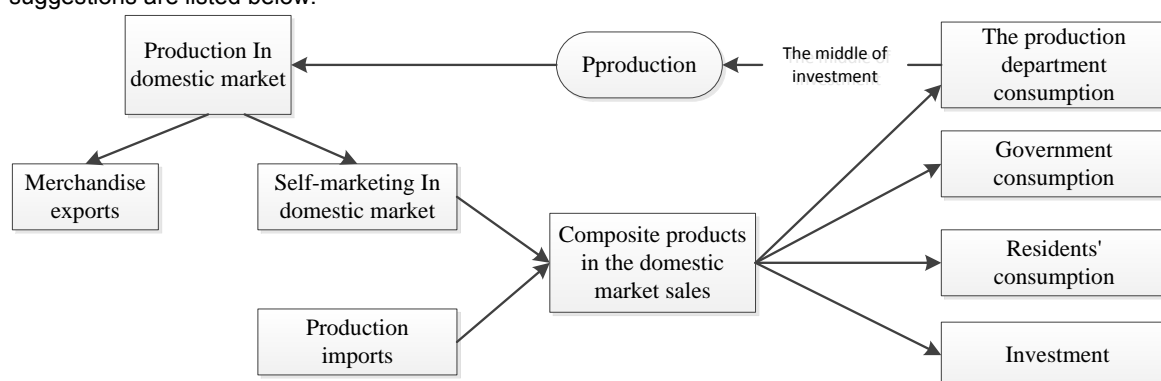 suggestions are listed below.
Production In
domestic market
Pproduction
The middle of
investment
The production
department
consumption
Merchandise
exports
Self-marketing In
domestic market
Government
consumption
Composite products
in the domestic
market sales
Residents'
consumption
Production
imports
Investment